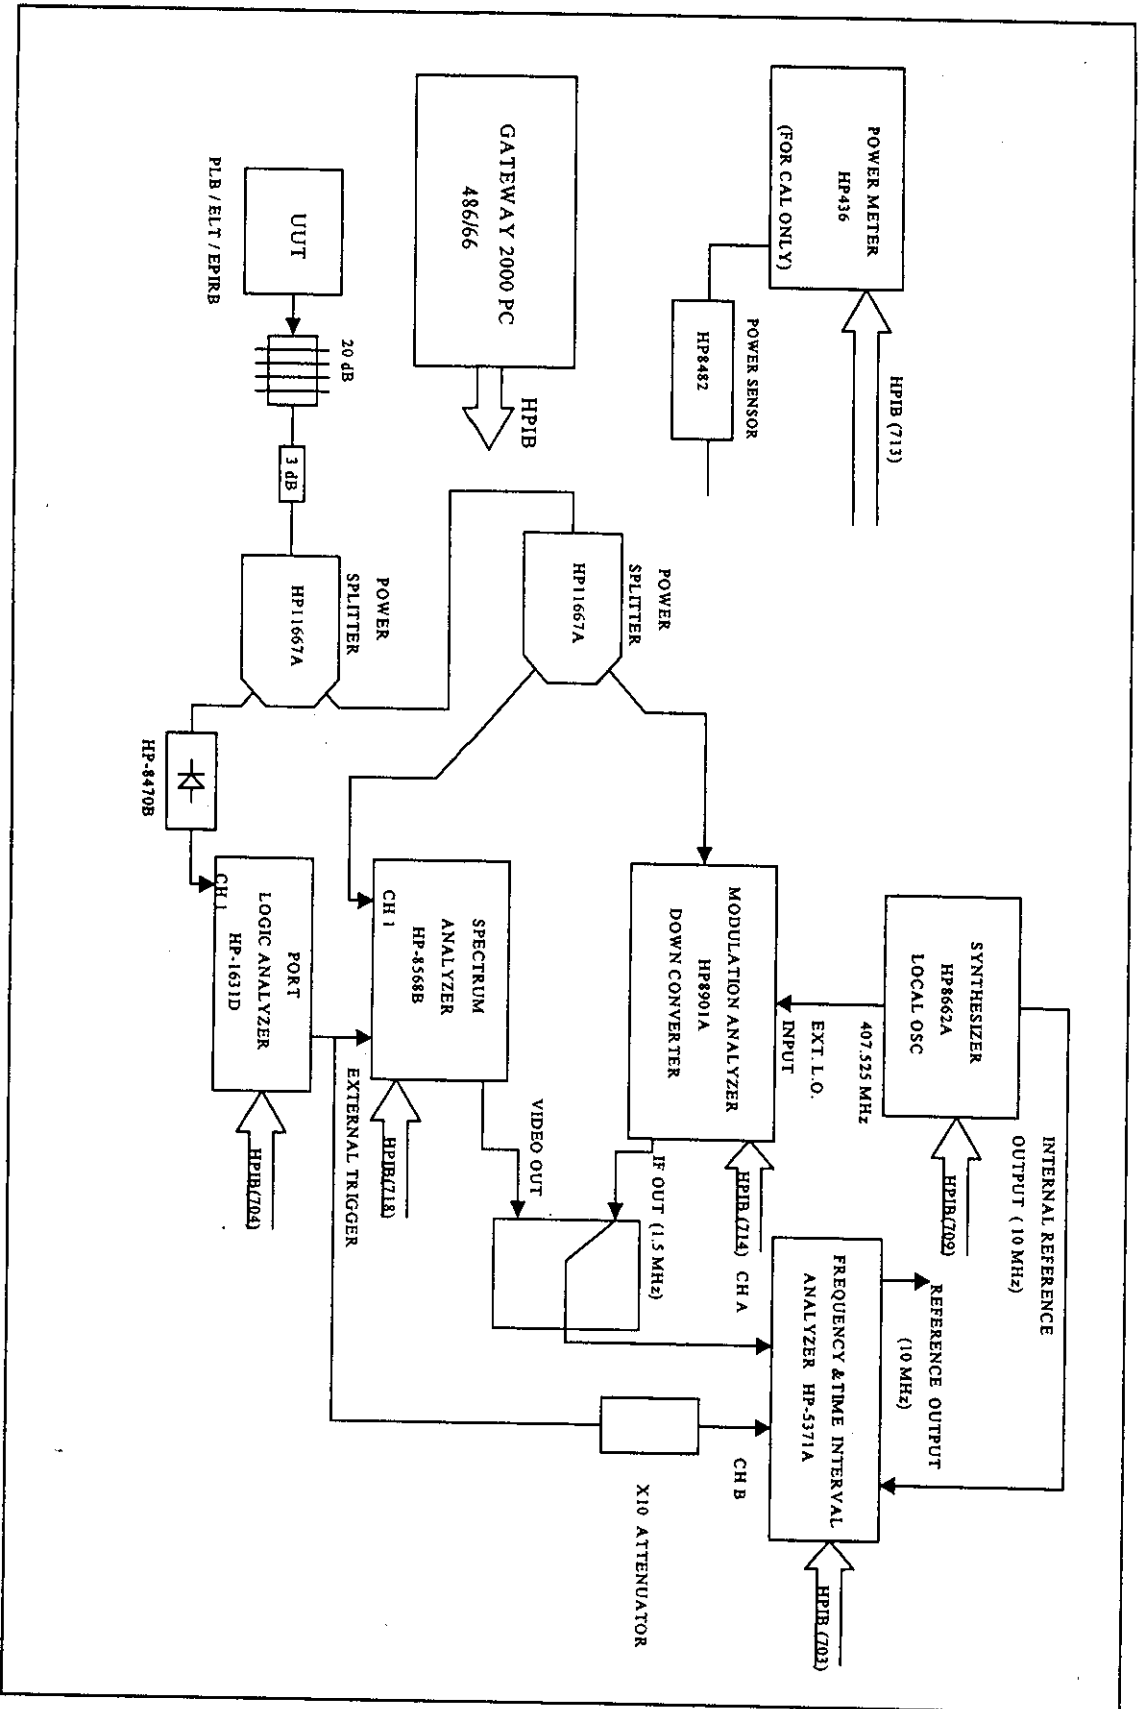 POWER METER
HP436
(FOR CAL ONLY)
HPIB (713)
POWER SENSOR
HP8482
GATEWAY 2000 PC
486/66
HPIB
UUT
PLB / ELT / EPIRB
20 dB
3 dB
POWER
SPLITTER
HP11667A
POWER
SPLITTER
HP11667A
HP-8470B
SYNTHESIZER
HP8662A
LOCAL OSC
HPIB(709)
INTERNAL REFERENCE
OUTPUT ( 10 MHz)
407.525 MHz
EXT. L.O.
INPUT
MODULATION ANALYZER
HP8901A
DOWN CONVERTER
HPIB (714)
CH A
IF OUT (1.5 MHz)
SPECTRUM
ANALYZER
HP-8568B
CH 1
HPIB(718)
VIDEO OUT
PORT
LOGIC ANALYZER
HP-1631D
CH 1
HPIB(704)
EXTERNAL TRIGGER
REFERENCE OUTPUT
(10 MHz)
FREQUENCY &TIME INTERVAL
ANALYZER HP-5371A
HPIB (703)
CH B
X10 ATTENUATOR